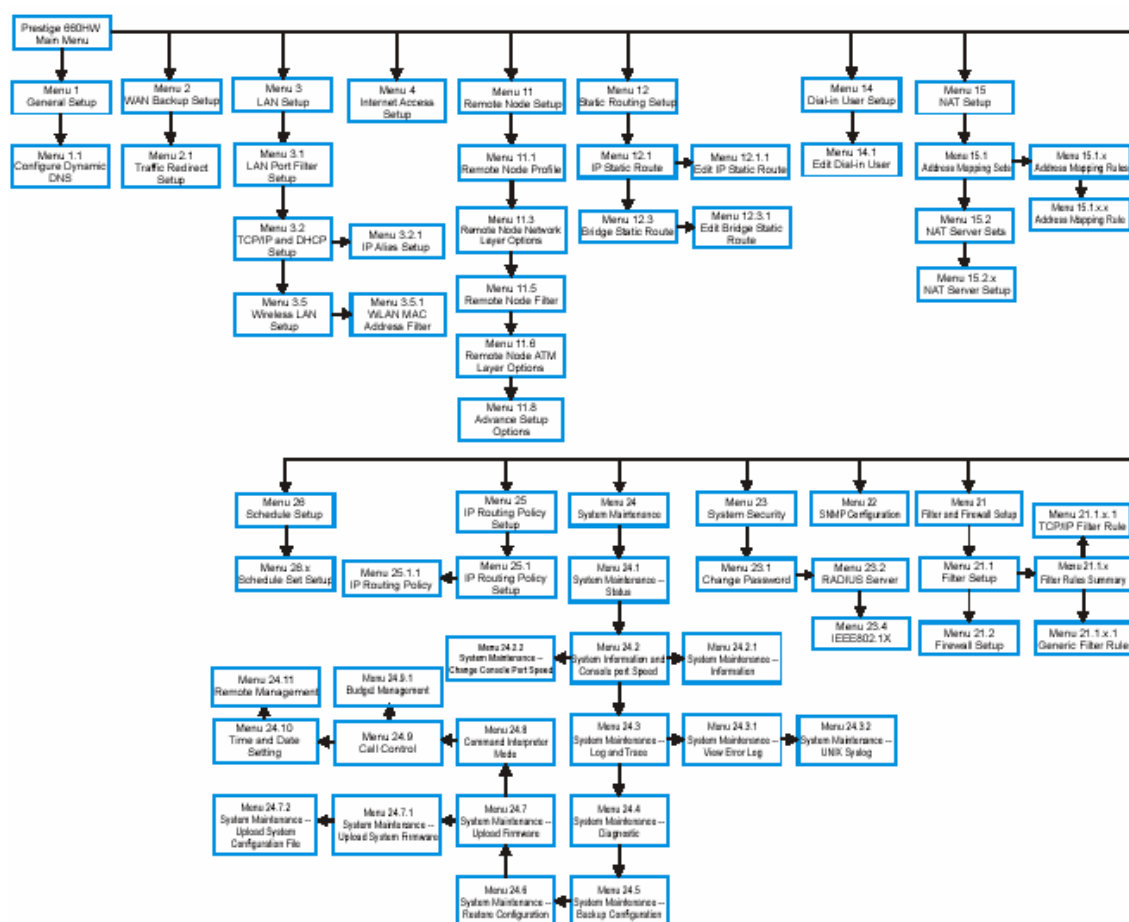 Prestige 660HW
Main Menu
Menu 1
General Setup
Menu 2
WAN Backup Setup
Menu 3
LAN Setup
Menu 4
Internet Access
Setup
Menu 11
Remote Node Setup
Menu 12
Static Routing Setup
Menu 14
Dial-in User Setup
Menu 15
NAT Setup
Menu 1.1
Configure Dynamic
DNS
Menu 2.1
Traffic Redirect
Setup
Menu 3.1
LAN Port Filter
Setup
Menu 11.1
Remote Node Profile
Menu 12.1
IP Static Route
Menu 12.1.1
Edit IP Static Route
Menu 14.1
Edit Dial-in User
Menu 15.1
Address Mapping Sets
Menu 15.1.x
Address Mapping Rules
Menu 15.1.x.x
Address Mapping Rule
Menu 3.2
TCP/IP and DHCP
Setup
Menu 3.2.1
IP Alias Setup
Menu 11.3
Remote Node Network
Layer Options
Menu 12.3
Bridge Static Route
Menu 12.3.1
Edit Bridge Static
Route
Menu 15.2
NAT Server Sets
Menu 15.2.x
NAT Server Setup
Menu 3.5
Wireless LAN
Setup
Menu 3.5.1
WLAN MAC
Address Filter
Menu 11.5
Remote Node Filter
Menu 11.6
Remote Node ATM
Layer Options
Menu 11.8
Advance Setup
Options
Menu 26
Schedule Setup
Menu 25
IP Routing Policy
Setup
Menu 24
System Maintenance
Menu 23
System Security
Menu 22
SNMP Configuration
Menu 21
Filter and Firewall Setup
Menu 21.1.x.1
TCP/IP Filter Rule
Menu 26.x
Schedule Set Setup
Menu 25.1.1
IP Routing Policy
Menu 25.1
IP Routing Policy
Setup
Menu 24.1
System Maintenance --
Status
Menu 23.1
Change Password
Menu 23.2
RADIUS Server
Menu 21.1
Filter Setup
Menu 21.1.x
Filter Rules Summary
Menu 23.4
IEEE802.1X
Menu 21.2
Firewall Setup
Menu 21.1.x.1
Generic Filter Rule
Menu 24.2.2
System Maintenance --
Change Console Port Speed
Menu 24.2
System Information and
Console port Speed
Menu 24.2.1
System Maintenance --
Information
Menu 24.11
Remote Management
Menu 24.9.1
Budget Management
Menu 24.10
Time and Date
Setting
Menu 24.9
Call Control
Menu 24.8
Command Interpreter
Mode
Menu 24.3
System Maintenance --
Log and Trace
Menu 24.3.1
System Maintenance --
View Error Log
Menu 24.3.2
System Maintenance --
UNIX Syslog
Menu 24.7.2
System Maintenance --
Upload System
Configuration File
Menu 24.7.1
System Maintenance --
Upload System Firmware
Menu 24.7
System Maintenance --
Upload Firmware
Menu 24.4
System Maintenance --
Diagnostic
Menu 24.6
System Maintenance --
Restore Configuration
Menu 24.5
System Maintenance --
Backup Configuration